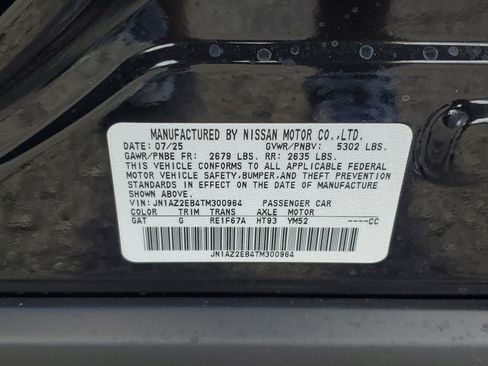 MANUFACTURED BY NISSAN MOTOR CO.,LTD.
DATE: 07/25 GVWR/PNBV: 5302 LBS.
GAWR/PNBE FR: 2679 LBS. RR: 2635 LBS.
THIS VEHICLE CONFORMS TO ALL APPLICABLE FEDERAL
MOTOR VEHICLE SAFETY,BUMPER,AND THEFT PREVENTION
STANDARDS IN EFFECT ON THE DATE OF MANUFACTURE
SHOWN ABOVE.
VIN: JN1AZ2EB4TM300964 PASSENGER CAR
COLOR TRIM TRANS AXLE MOTOR
GAT G RE1F67A HT93 YM52 ----CC
JN1AZ2EB4TM300964